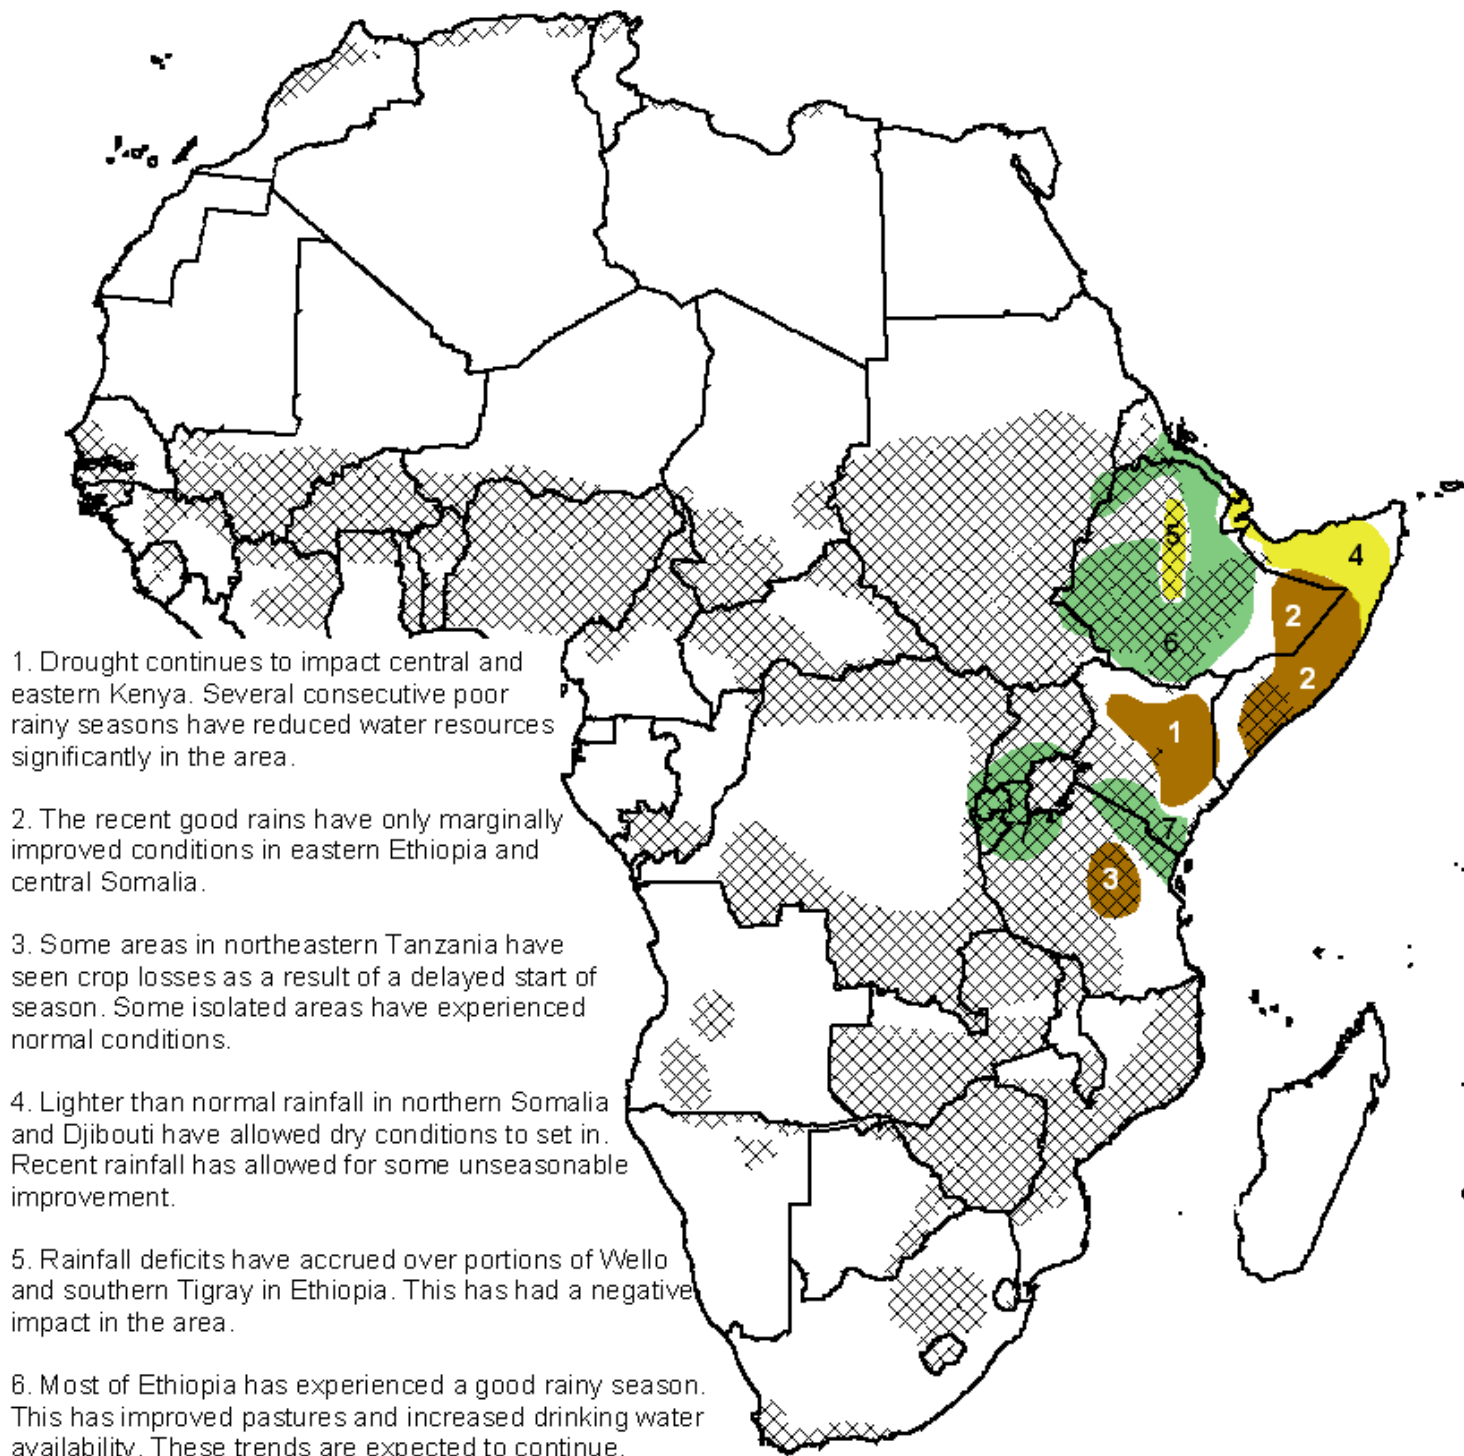 1. Drought continues to impact central and
eastern Kenya. Several consecutive poor
rainy seasons have reduced water resources
significantly in the area.
2. The recent good rains have only marginally
improved conditions in eastern Ethiopia and
central Somalia.
3. Some areas in northeastern Tanzania have
seen crop losses as a result of a delayed start of
season. Some isolated areas have experienced
normal conditions.
4. Lighter than normal rainfall in northern Somalia
and Djibouti have allowed dry conditions to set in.
Recent rainfall has allowed for some unseasonable
improvement.
5. Rainfall deficits have accrued over portions of Wello
and southern Tigray in Ethiopia. This has had a negative
impact in the area.
6. Most of Ethiopia has experienced a good rainy season.
This has improved pastures and increased drinking water
availability. These trends are expected to continue.
5
4
2
6
2
1
7
3